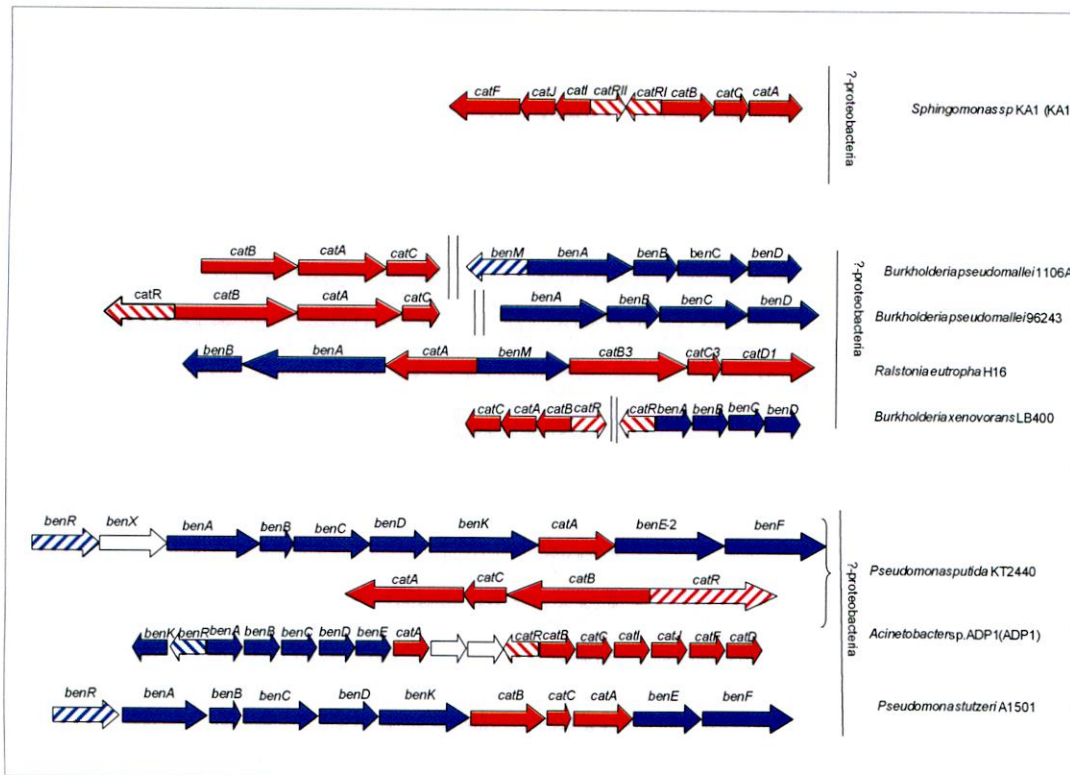 catF catJ catI catRII catRI catB catC catA
?-proteobacteria
Sphingomonas sp KA1 (KA1
catB catA catC benM benA benB benC benD
Burkholderia pseudomallei 1106A
catR catB catA catC benA benB benC benD
Burkholderia pseudomallei 96243
benB benA catA benM catB3 catC3 catD1
Ralstonia eutropha H16
catC catA catB catR catR benA benB benC benD
Burkholderia xenovorans LB400
?-proteobacteria
benR benX benA benB benC benD benK catA benE-2 benF
Pseudomonas putida KT2440
catA catC catB catR
benK benR benA benB benC benD benE catA catR catB catC catI catJ catF catD
Acinetobacter sp. ADP1(ADP1)
benR benA benB benC benD benK catB catC catA benE benF
Pseudomonas tutzeri A1501
?-proteobacteria